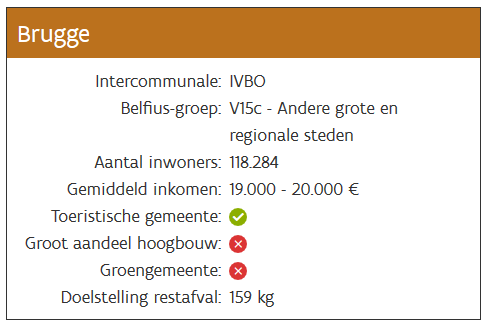 Brugge
Intercommunale: IVBO
Belfius-groep: V15c - Andere grote en
regionale steden
Aantal inwoners: 118.284
Gemiddeld inkomen: 19.000 - 20.000 €
Toeristische gemeente:
Groot aandeel hoogbouw:
Groengemeente:
Doelstelling restafval: 159 kg